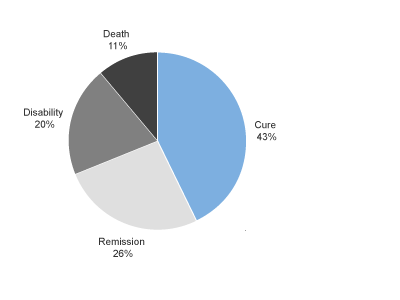 Death
11%
Cure
43%
Disability
20%
Remission
26%